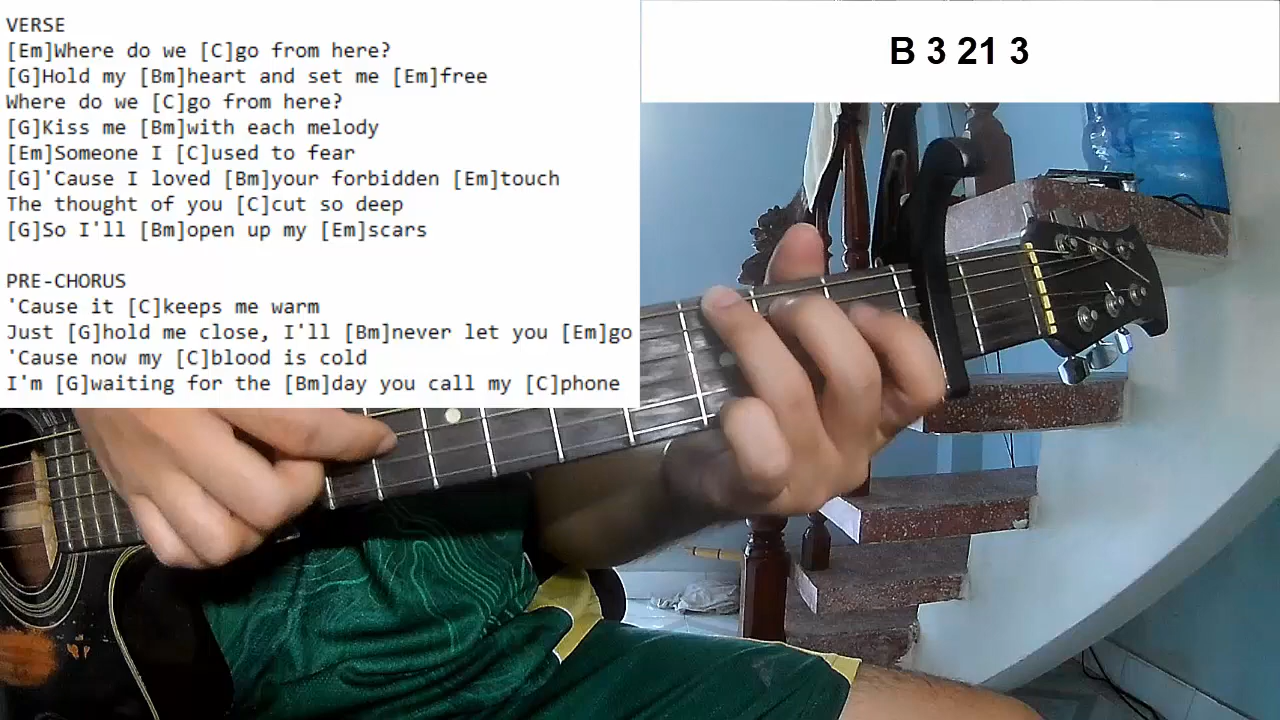 VERSE
[Em]Where do we [C]go from here?
[G]Hold my [Bm]heart and set me [Em]free
Where do we [C]go from here?
[G]Kiss me [Bm]with each melody
[Em]Someone I [C]used to fear
[G]'Cause I loved [Bm]your forbidden [Em]touch
The thought of you [C]cut so deep
[G]So I'll [Bm]open up my [Em]scars
PRE-CHORUS
'Cause it [C]keeps me warm
Just [G]hold me close, I'll [Bm]never let you [Em]go
'Cause now my [C]blood is cold
I'm [G]waiting for the [Bm]day you call my [C]phone
B 3 21 3